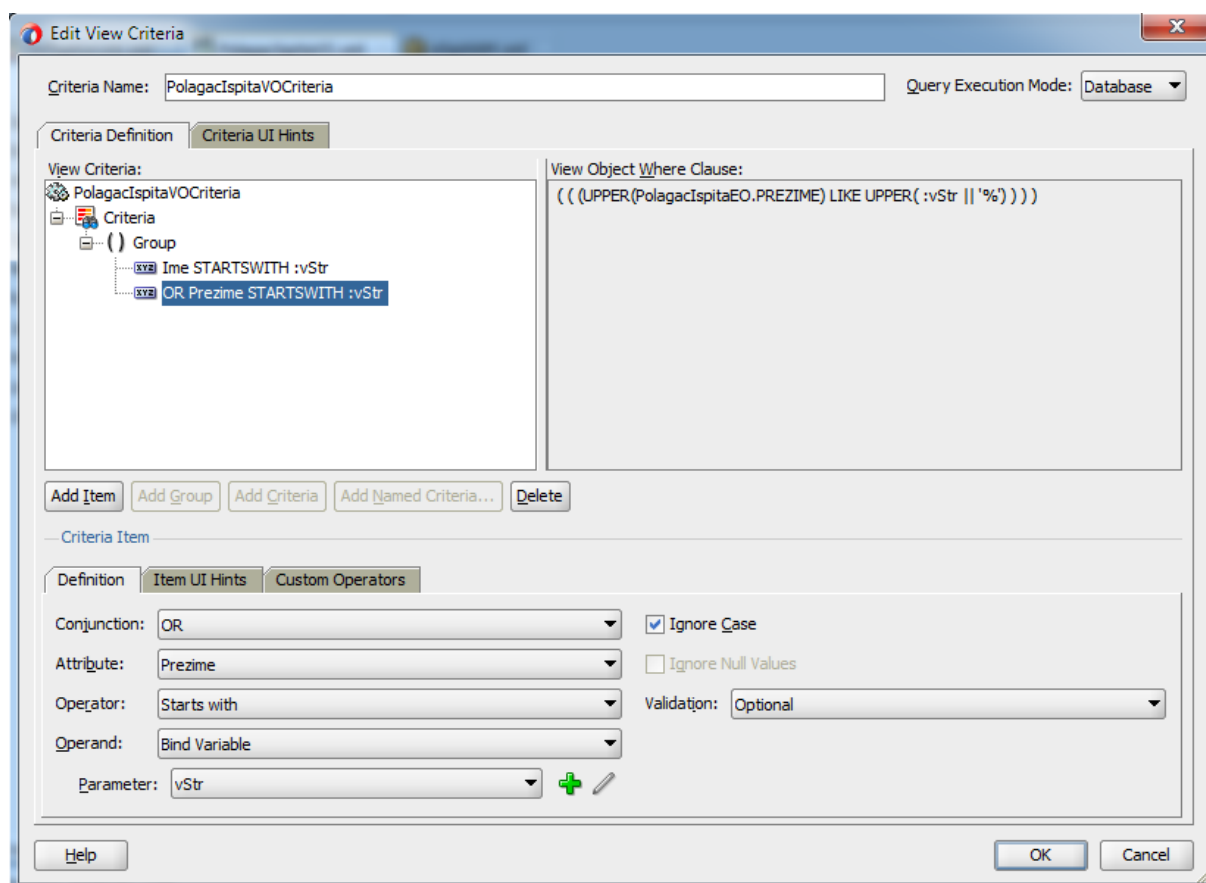 Edit View Criteria
Criteria Name: PolagacIspitaVOCriteria Query Execution Mode: Database
Criteria Definition Criteria UI Hints
View Criteria: View Object Where Clause:
PolagacIspitaVOCriteria ( ( (UPPER(PolagacIspitaEO.PREZIME) LIKE UPPER( :vStr || '%') ) ) )
Criteria
( ) Group
XYZ Ime STARTSWITH :vStr
XYZ OR Prezime STARTSWITH :vStr
Add Item Add Group Add Criteria Add Named Criteria... Delete
Criteria Item
Definition Item UI Hints Custom Operators
Conjunction: OR Ignore Case
Attribute: Prezime Ignore Null Values
Operator: Starts with Validation: Optional
Operand: Bind Variable
Parameter: vStr
Help OK Cancel